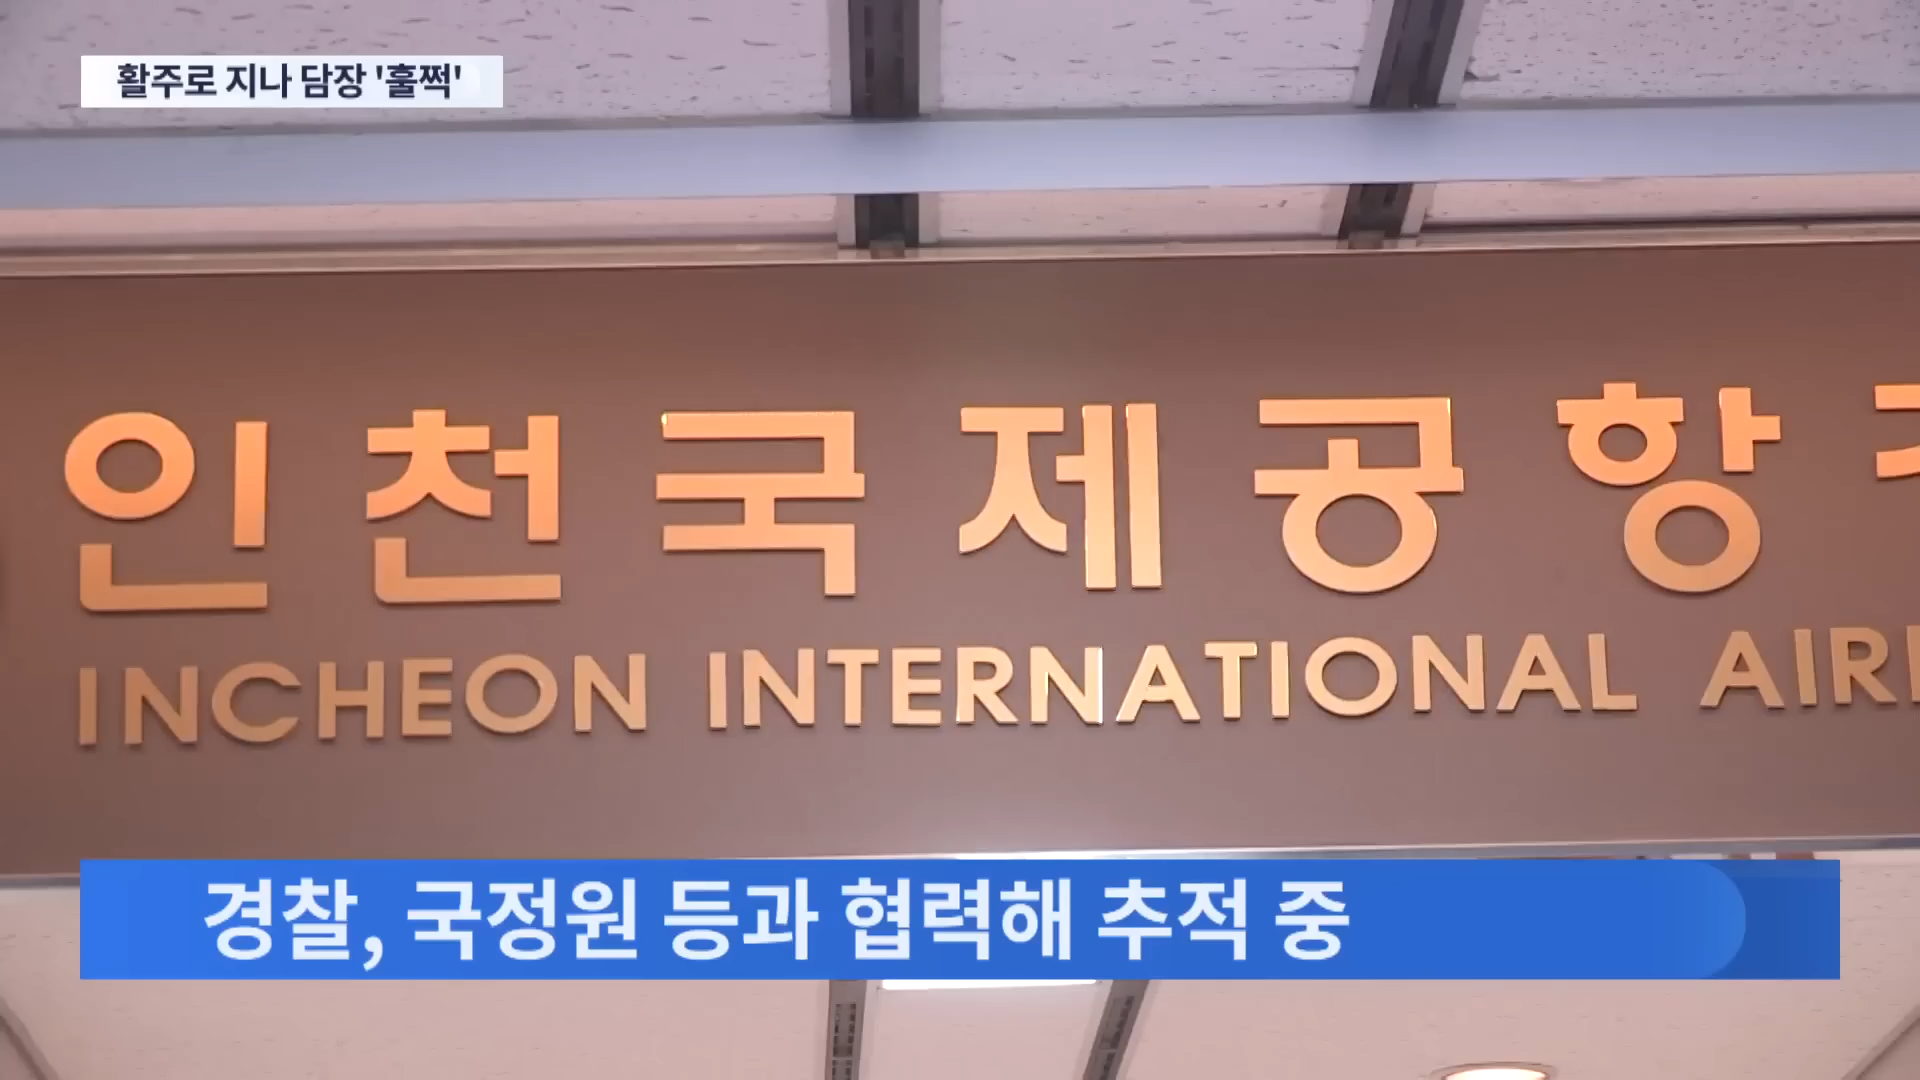 활주로 지나 담장 '훌쩍'
인천국제공항
INCHEON INTERNATIONAL
경찰, 국정원 등과 협력해 추적 중